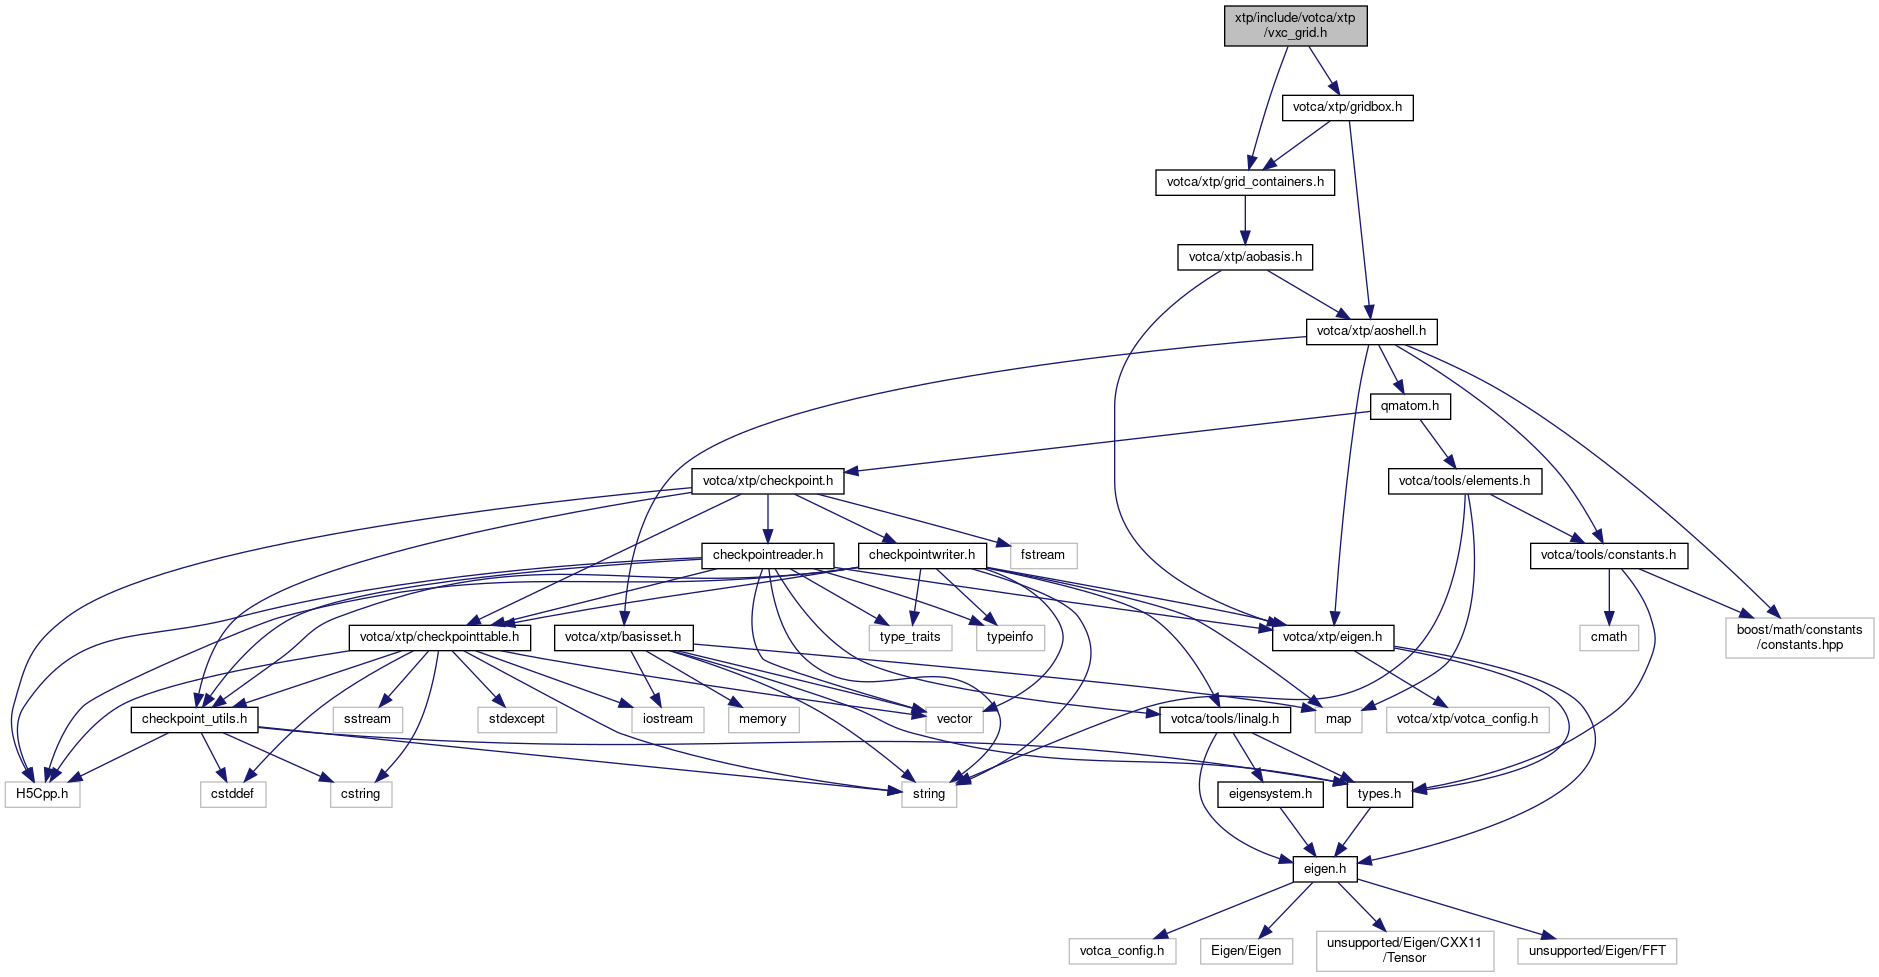 xtp/include/votca/xtp
/vxc_grid.h
votca/xtp/gridbox.h
votca/xtp/grid_containers.h
votca/xtp/aobasis.h
votca/xtp/aoshell.h
qmatom.h
votca/xtp/checkpoint.h
votca/tools/elements.h
checkpointreader.h
checkpointwriter.h
fstream
votca/tools/constants.h
votca/xtp/checkpointtable.h
votca/xtp/basisset.h
type_traits
typeinfo
votca/xtp/eigen.h
cmath
boost/math/constants
/constants.hpp
checkpoint_utils.h
sstream
stdexcept
iostream
memory
vector
votca/tools/linalg.h
map
votca/xtp/votca_config.h
H5Cpp.h
cstddef
cstring
string
eigensystem.h
types.h
eigen.h
votca_config.h
Eigen/Eigen
unsupported/Eigen/CXX11
/Tensor
unsupported/Eigen/FFT